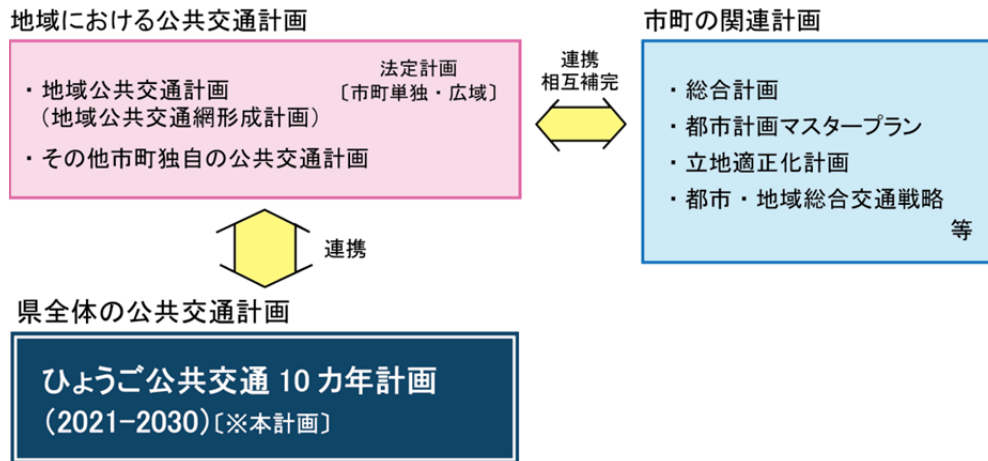 地域における公共交通計画
・地域公共交通計画
（地域公共交通網形成計画）
法定計画
〔市町単独・広域〕
・その他市町独自の公共交通計画
連携
相互補完
市町の関連計画
・総合計画
・都市計画マスタープラン
・立地適正化計画
・都市・地域総合交通戦略
等
連携
県全体の公共交通計画
ひょうご公共交通 10 カ年計画
（2021-2030）〔※本計画〕